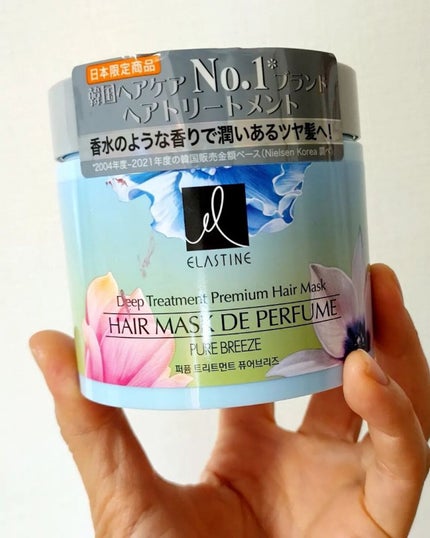 日本限定商品
韓国ヘアケア No.1* ブランド
ヘアトリートメント
香水のような香りで潤いあるツヤ髪へ!
*2004年度~2021年度の韓国販売金額ベース(Nielsen Korea 調べ)
el
ELASTINE
Deep Treatment Premium Hair Mask
HAIR MASK DE PERFUME
PURE BREEZE
퍼퓸 트리트먼트 퓨어브리즈